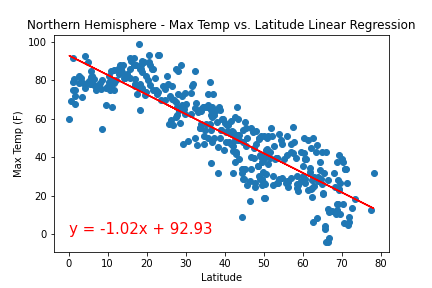 Northern Hemisphere - Max Temp vs. Latitude Linear Regression
100
80
60
40
20
0
Max Temp (F)
y = -1.02x + 92.93
0 10 20 30 40 50 60 70 80
Latitude